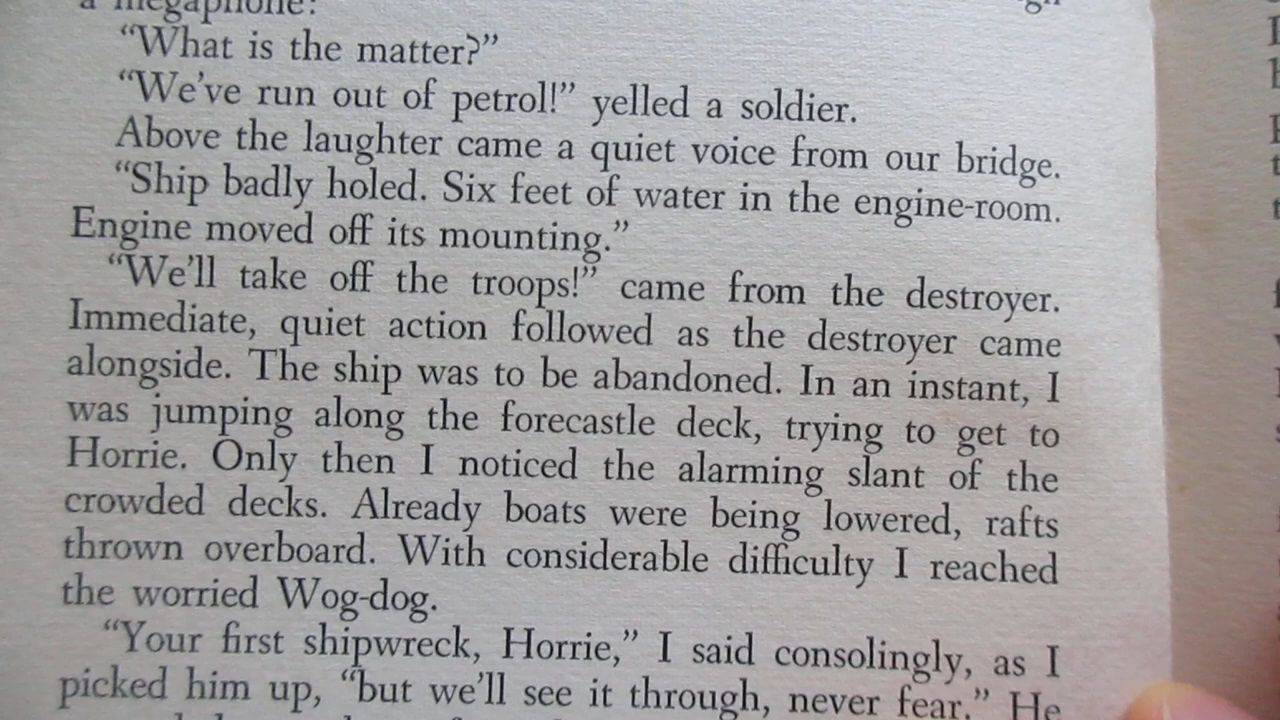 a megaphone:
“What is the matter?”
“We've run out of petrol!” yelled a soldier.
Above the laughter came a quiet voice from our bridge.
“Ship badly holed. Six feet of water in the engine-room.
Engine moved off its mounting.”
“We'll take off the troops!” came from the destroyer.
Immediate, quiet action followed as the destroyer came
alongside. The ship was to be abandoned. In an instant, I
was jumping along the forecastle deck, trying to get to
Horrie. Only then I noticed the alarming slant of the
crowded decks. Already boats were being lowered, rafts
thrown overboard. With considerable difficulty I reached
the worried Wog-dog.
“Your first shipwreck, Horrie,” I said consolingly, as I
picked him up, “but we'll see it through, never fear.” He